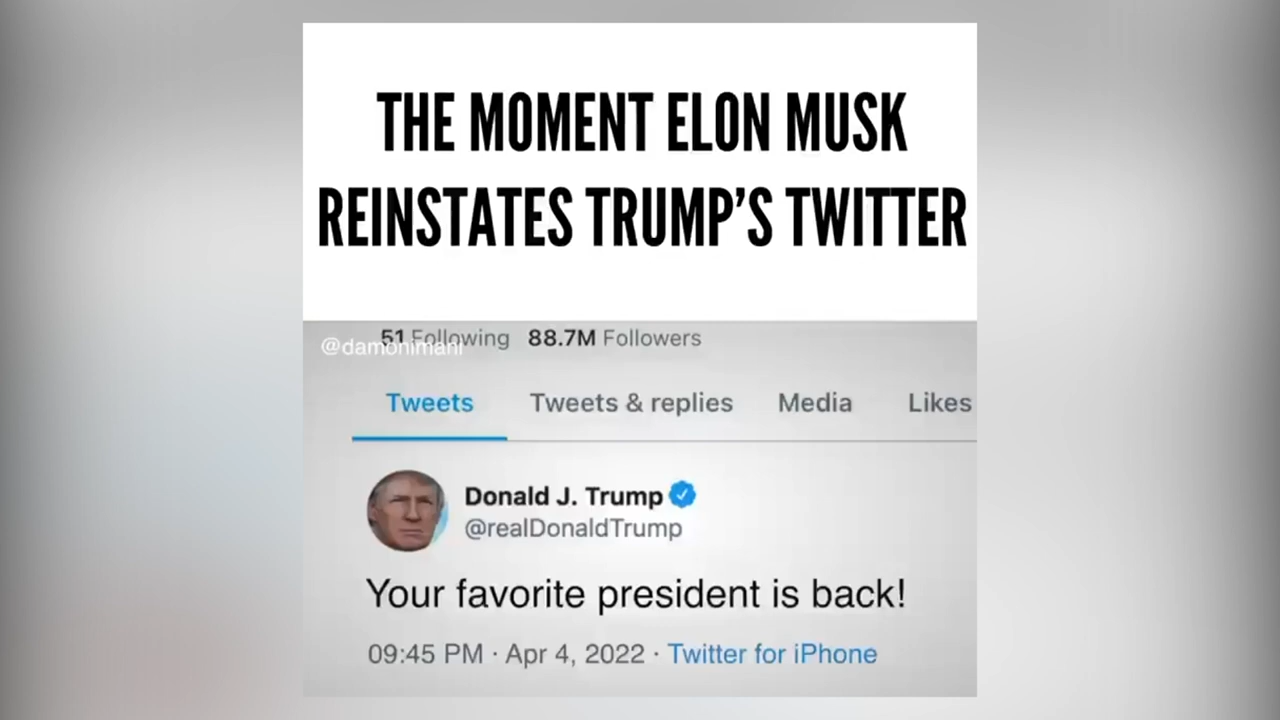 THE MOMENT ELON MUSK
REINSTATES TRUMP'S TWITTER
51 Following 88.7M Followers
@damonimani
Tweets Tweets & replies Media Likes
Donald J. Trump
@realDonaldTrump
Your favorite president is back!
09:45 PM · Apr 4, 2022 · Twitter for iPhone